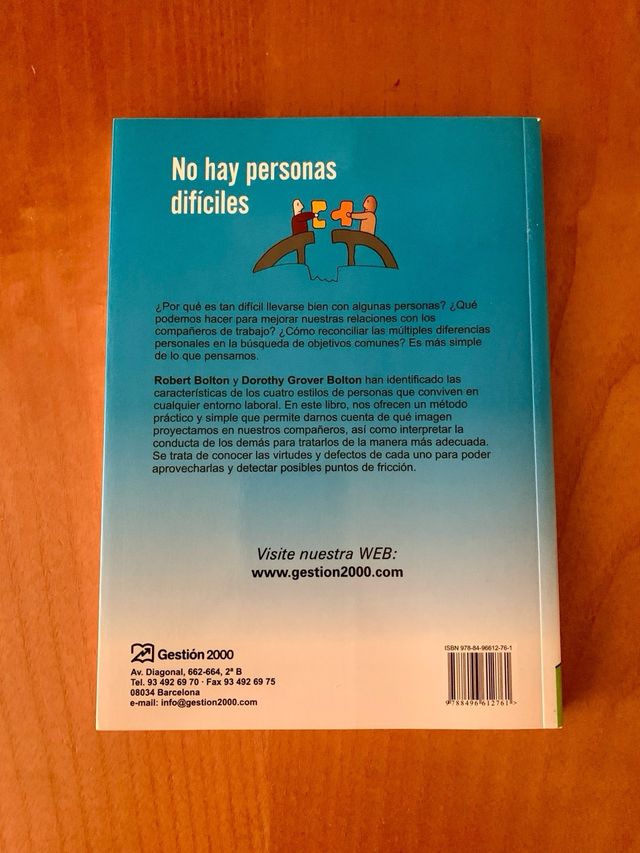 No hay personas
difíciles
¿Por qué es tan difícil llevarse bien con algunas personas? ¿Qué
podemos hacer para mejorar nuestras relaciones con los
compañeros de trabajo? ¿Cómo reconciliar las múltiples diferencias
personales en la búsqueda de objetivos comunes? Es más simple
de lo que pensamos.
Robert Bolton y Dorothy Grover Bolton han identificado las
características de los cuatro estilos de personas que conviven en
cualquier entorno laboral. En este libro, nos ofrecen un método
práctico y simple que permite darnos cuenta de qué imagen
proyectamos en nuestros compañeros, así como interpretar la
conducta de los demás para tratarlos de la manera más adecuada.
Se trata de conocer las virtudes y defectos de cada uno para poder
aprovecharlas y detectar posibles puntos de fricción.
Visite nuestra WEB:
www.gestion2000.com
Gestión 2000
Av. Diagonal, 662-664, 2ª B
Tel. 93 492 69 70 · Fax 93 492 69 75
08034 Barcelona
e-mail: info@gestion2000.com
ISBN 978-84-96612-76-1
9 788496 612761 >